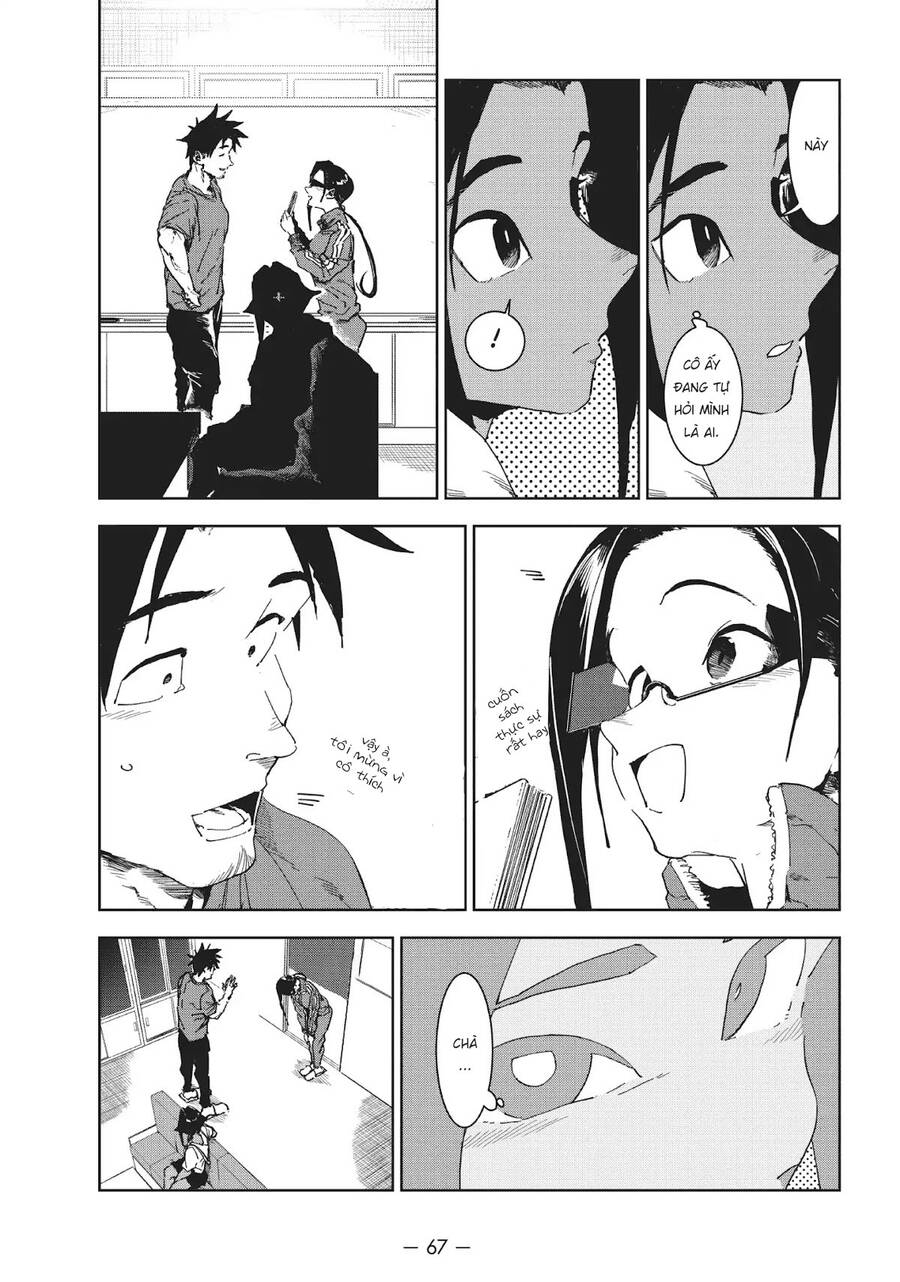 NÀY
CÔ ẤY
ĐANG TỰ
HỎI MÌNH
LÀ AI.
!
cuốn
sách
thực sự
rất hay
vậy à,
tôi mừng vì
cô thích
CHÀ
...
— 67 —